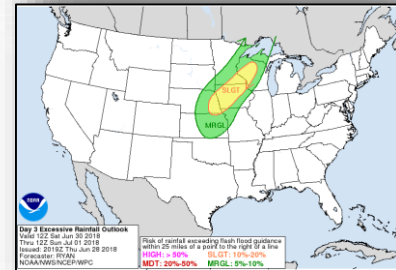 SLGT
MRGL
noaa
Day 3 Excessive Rainfall Outlook
Valid 12Z Sat Jun 30 2018
Thru 12Z Sun Jul 01 2018
Issued: 2019Z Thu Jun 28 2018
Forecaster: RYAN
NOAA/NWS/NCEP/WPC
Risk of rainfall exceeding flash flood guidance
within 25 miles of a point to the right of a line
HIGH: > 50% SLGT: 10%-20%
MDT: 20%-50% MRGL: 5%-10%